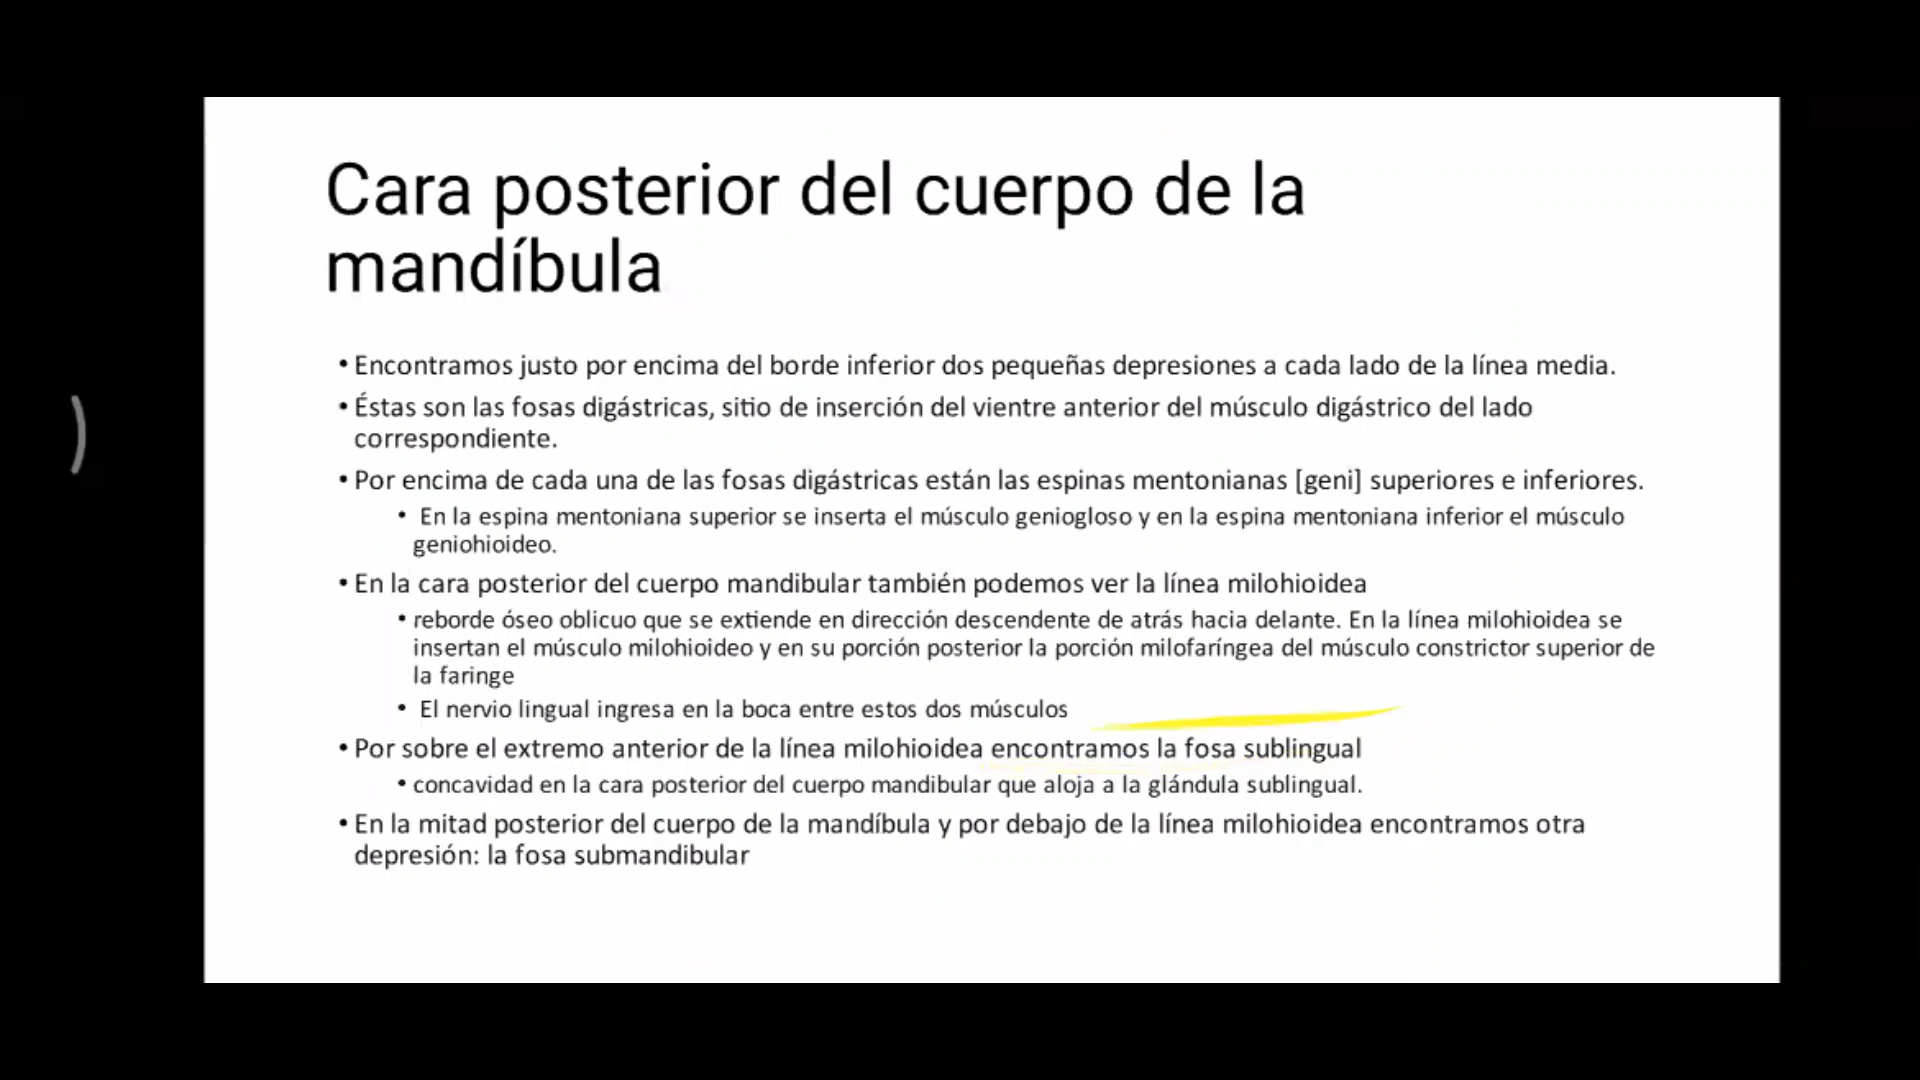 Cara posterior del cuerpo de la
mandíbula
• Encontramos justo por encima del borde inferior dos pequeñas depresiones a cada lado de la línea media.
• Éstas son las fosas digástricas, sitio de inserción del vientre anterior del músculo digástrico del lado
correspondiente.
• Por encima de cada una de las fosas digástricas están las espinas mentonianas [geni] superiores e inferiores.
• En la espina mentoniana superior se inserta el músculo geniogloso y en la espina mentoniana inferior el músculo
geniohioideo.
• En la cara posterior del cuerpo mandibular también podemos ver la línea milohioidea
• reborde óseo oblicuo que se extiende en dirección descendente de atrás hacia delante. En la línea milohioidea se
insertan el músculo milohioideo y en su porción posterior la porción milofaríngea del músculo constrictor superior de
la faringe
• El nervio lingual ingresa en la boca entre estos dos músculos
• Por sobre el extremo anterior de la línea milohioidea encontramos la fosa sublingual
• concavidad en la cara posterior del cuerpo mandibular que aloja a la glándula sublingual.
• En la mitad posterior del cuerpo de la mandíbula y por debajo de la línea milohioidea encontramos otra
depresión: la fosa submandibular